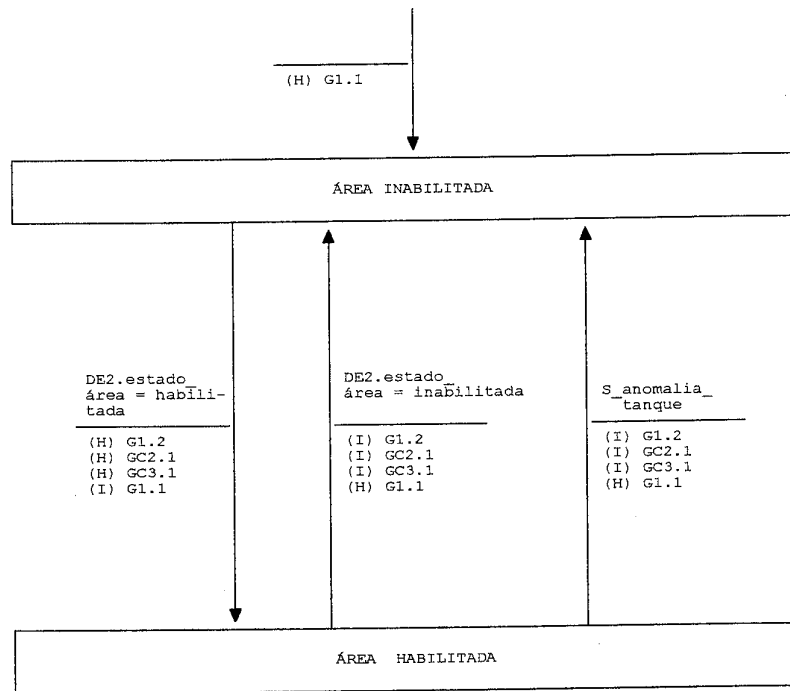 (H) G1.1
ÁREA INABILITADA
DE2.estado_
área = habili-
tada
(H) G1.2
(H) GC2.1
(H) GC3.1
(I) G1.1
DE2.estado_
área = inabilitada
(I) G1.2
(I) GC2.1
(I) GC3.1
(H) G1.1
S_anomalia_
tanque
(I) G1.2
(I) GC2.1
(I) GC3.1
(H) G1.1
ÁREA HABILITADA